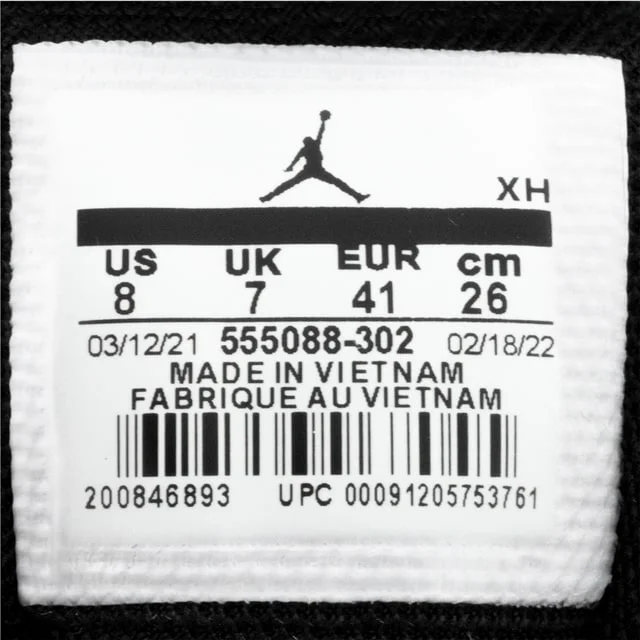 XH
US UK EUR cm
8 7 41 26
03/12/21 555088-302 02/18/22
MADE IN VIETNAM
FABRIQUE AU VIETNAM
200846893 UPC 00091205753761